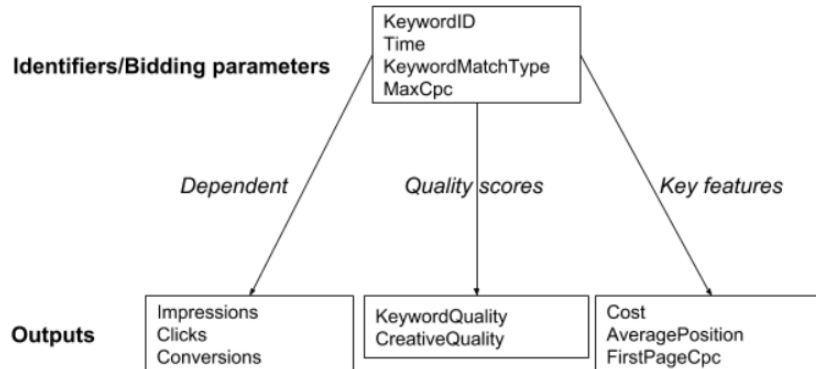 KeywordID
Time
KeywordMatchType
MaxCpc
Identifiers/Bidding parameters
Dependent
Quality scores
Key features
Outputs
Impressions
Clicks
Conversions
KeywordQuality
CreativeQuality
Cost
AveragePosition
FirstPageCpc